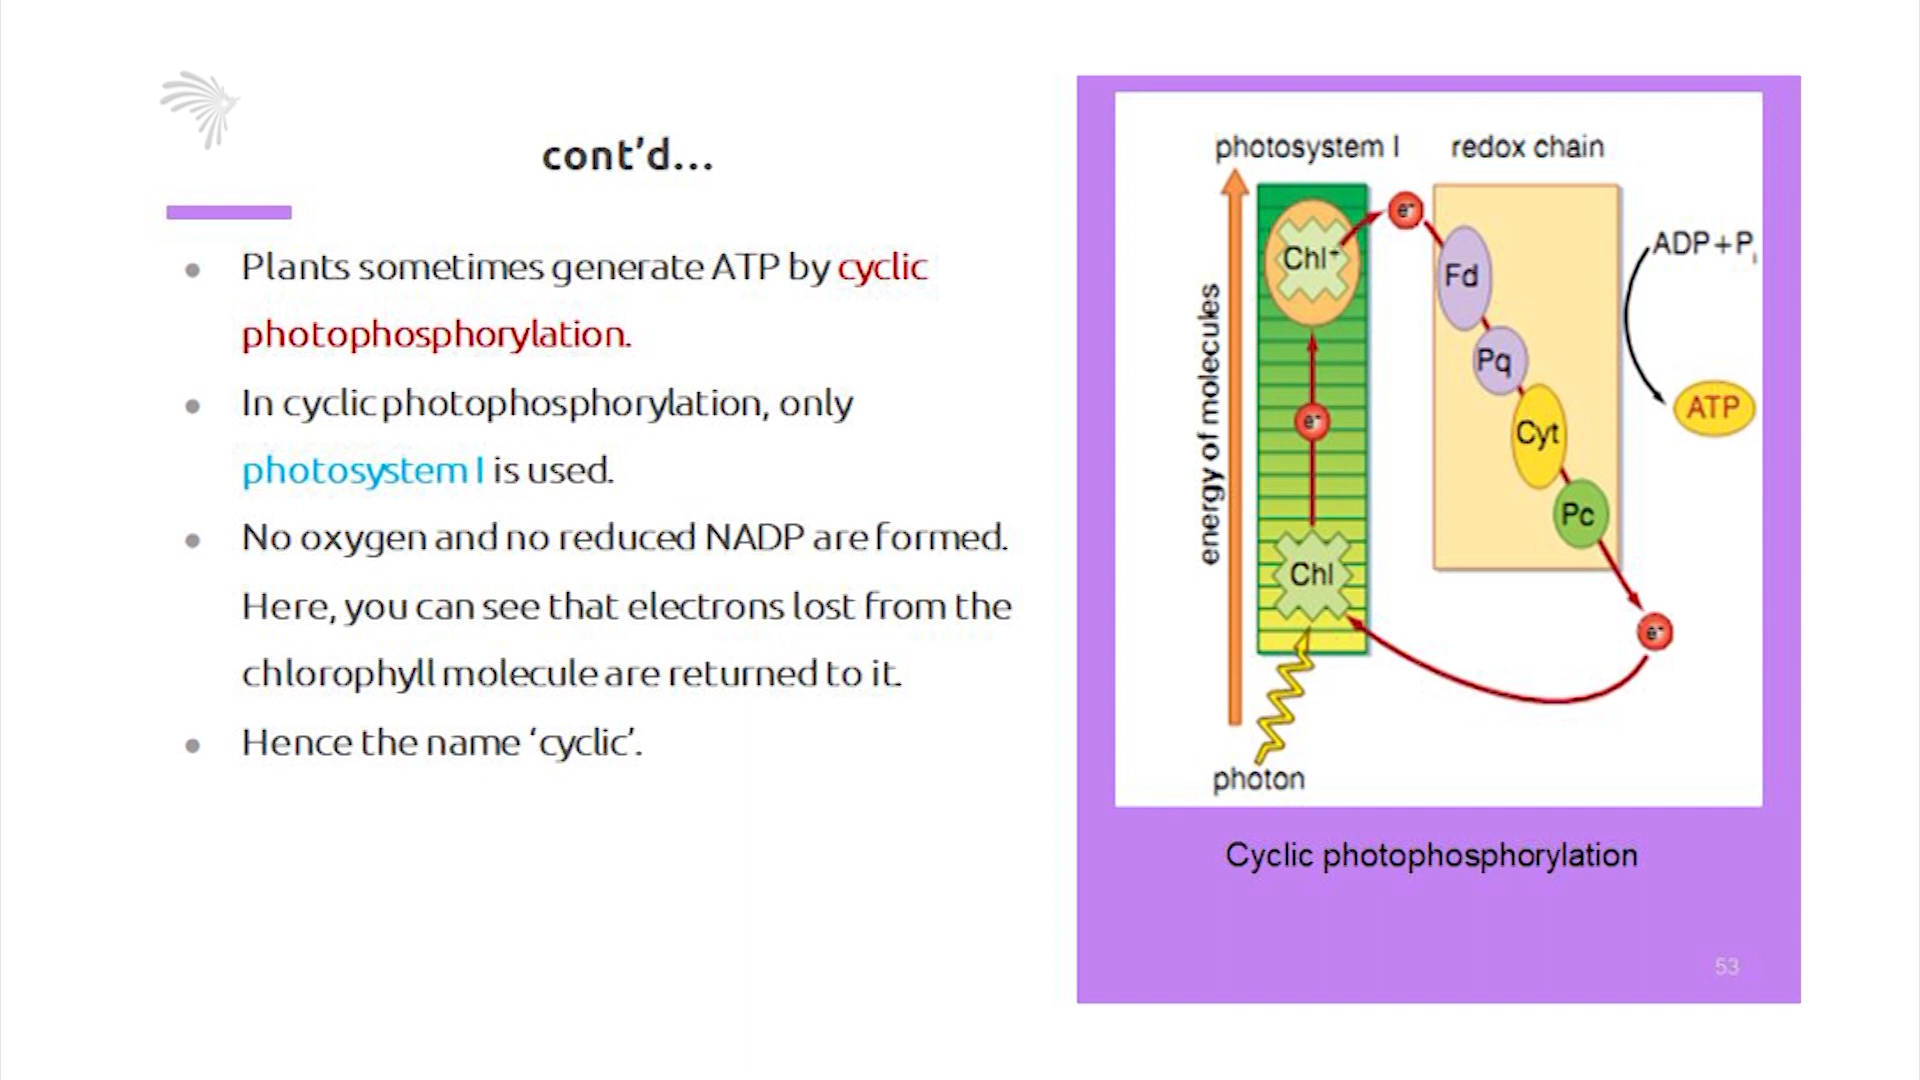 cont’d...
Plants sometimes generate ATP by cyclic
photophosphorylation.
In cyclic photophosphorylation, only
photosystem I is used.
No oxygen and no reduced NADP are formed.
Here, you can see that electrons lost from the
chlorophyll molecule are returned to it.
Hence the name ‘cyclic’.
photosystem I
redox chain
energy of molecules
Chl+
e-
e-
Chl
photon
Fd
Pq
Cyt
Pc
e-
ADP+Pi
ATP
Cyclic photophosphorylation
53